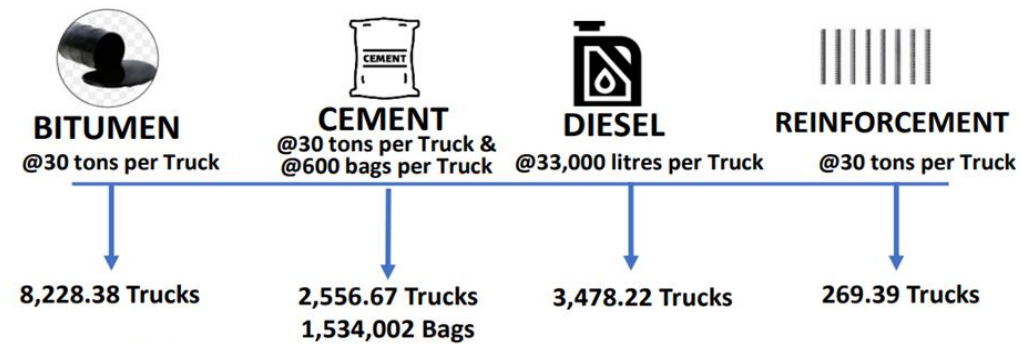 CEMENT
BITUMEN
@30 tons per Truck
CEMENT
@30 tons per Truck &
@600 bags per Truck
DIESEL
@33,000 litres per Truck
REINFORCEMENT
@30 tons per Truck
8,228.38 Trucks
2,556.67 Trucks
1,534,002 Bags
3,478.22 Trucks
269.39 Trucks